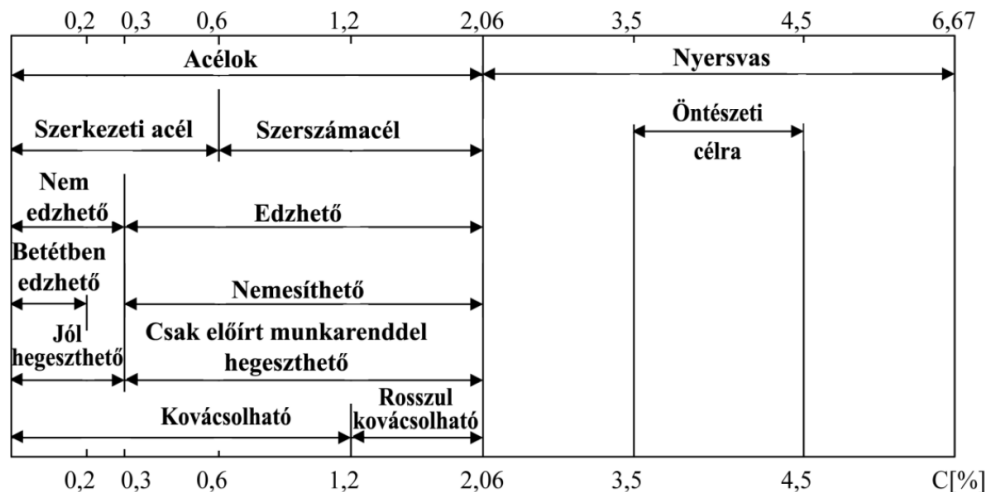 0,2 0,3 0,6 1,2 2,06 3,5 4,5 6,67
Acélok Nyersvas
Szerkezeti acél Szerszámacél Öntészeti
célra
Nem
edzhető Edzhető
Betétben
edzhető Nemesíthető
Jól Csak előírt munkarenddel
hegeszthető hegeszthető
Kovácsolható Rosszul
kovácsolható
0,2 0,3 0,6 1,2 2,06 3,5 4,5 C[%]